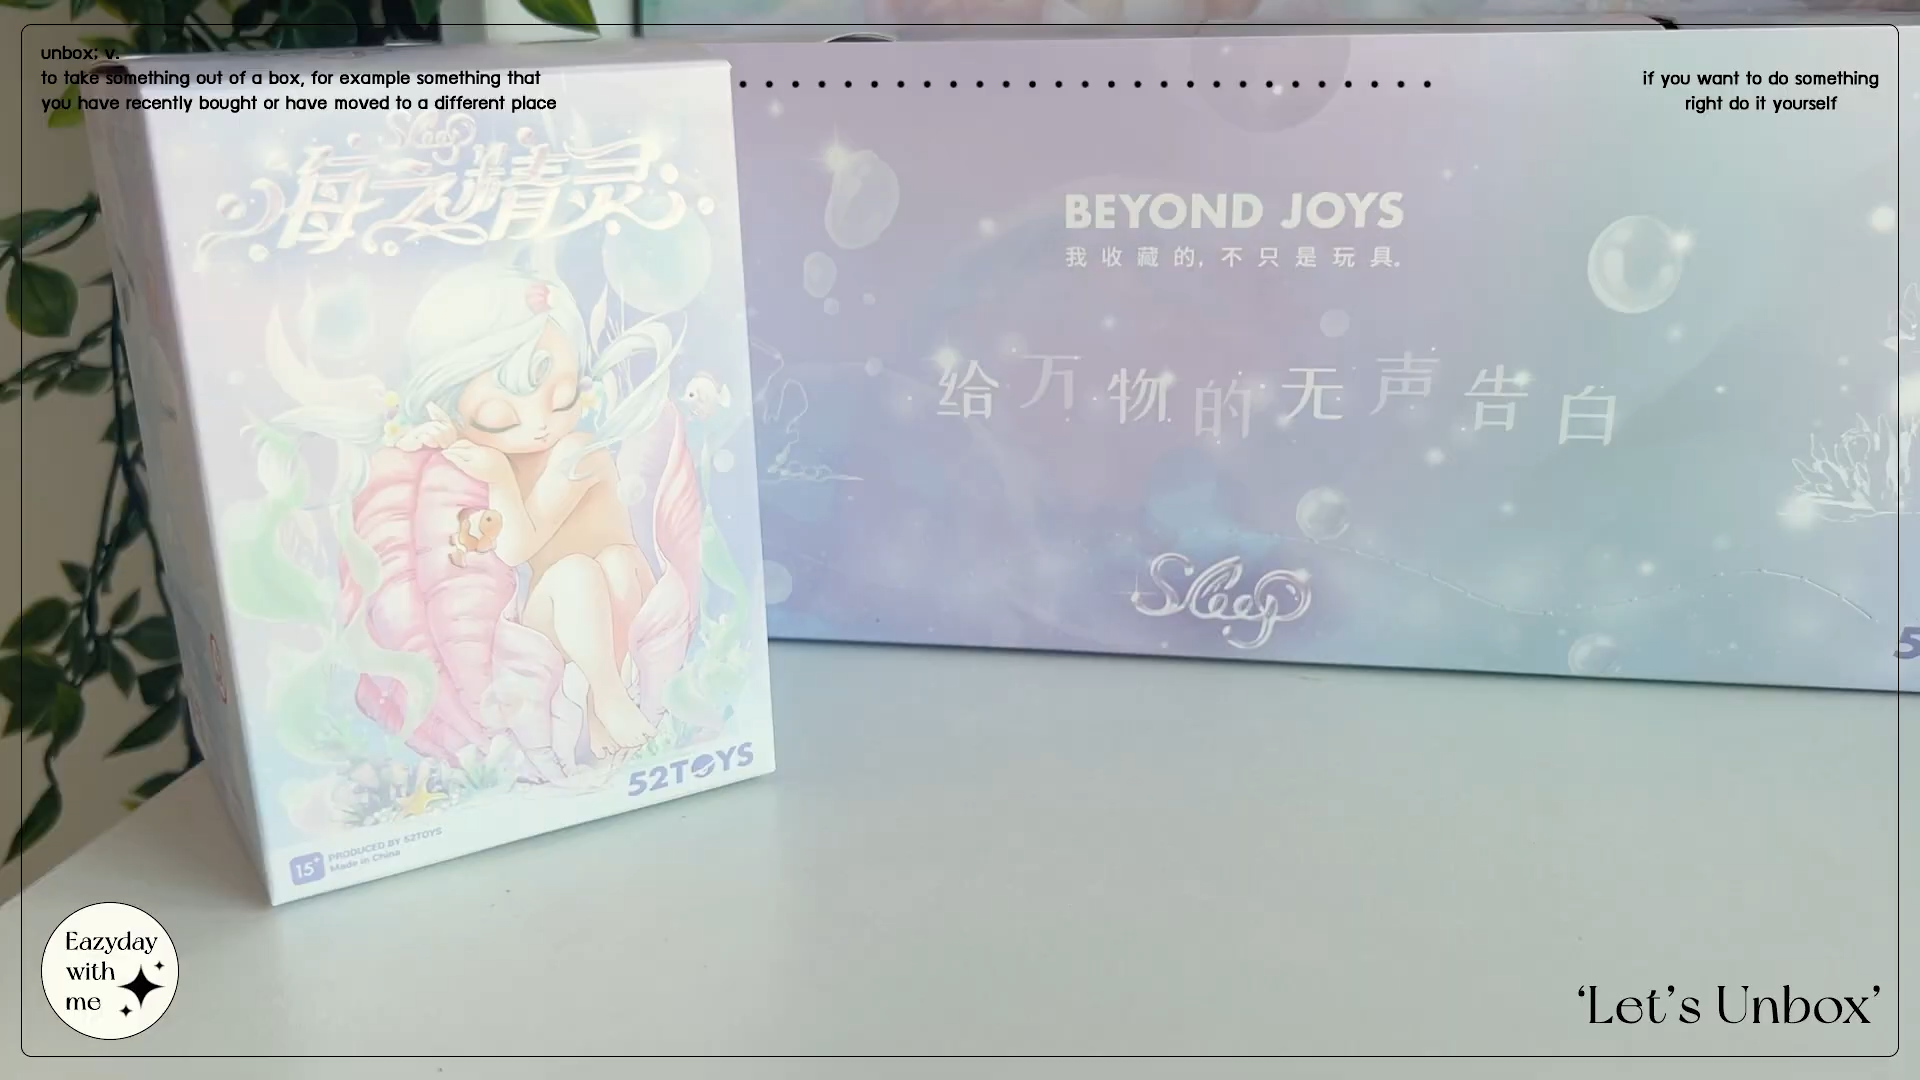 unbox; v.
to take something out of a box, for example something that
you have recently bought or have moved to a different place
if you want to do something
right do it yourself
Sleep
海之精灵
52TOYS
15+
PRODUCED BY 52TOYS
Made in China
BEYOND JOYS
我收藏的,不只是玩具。
给万物的无声告白
Sleep
5
Eazyday
with
me
‘Let’s Unbox’